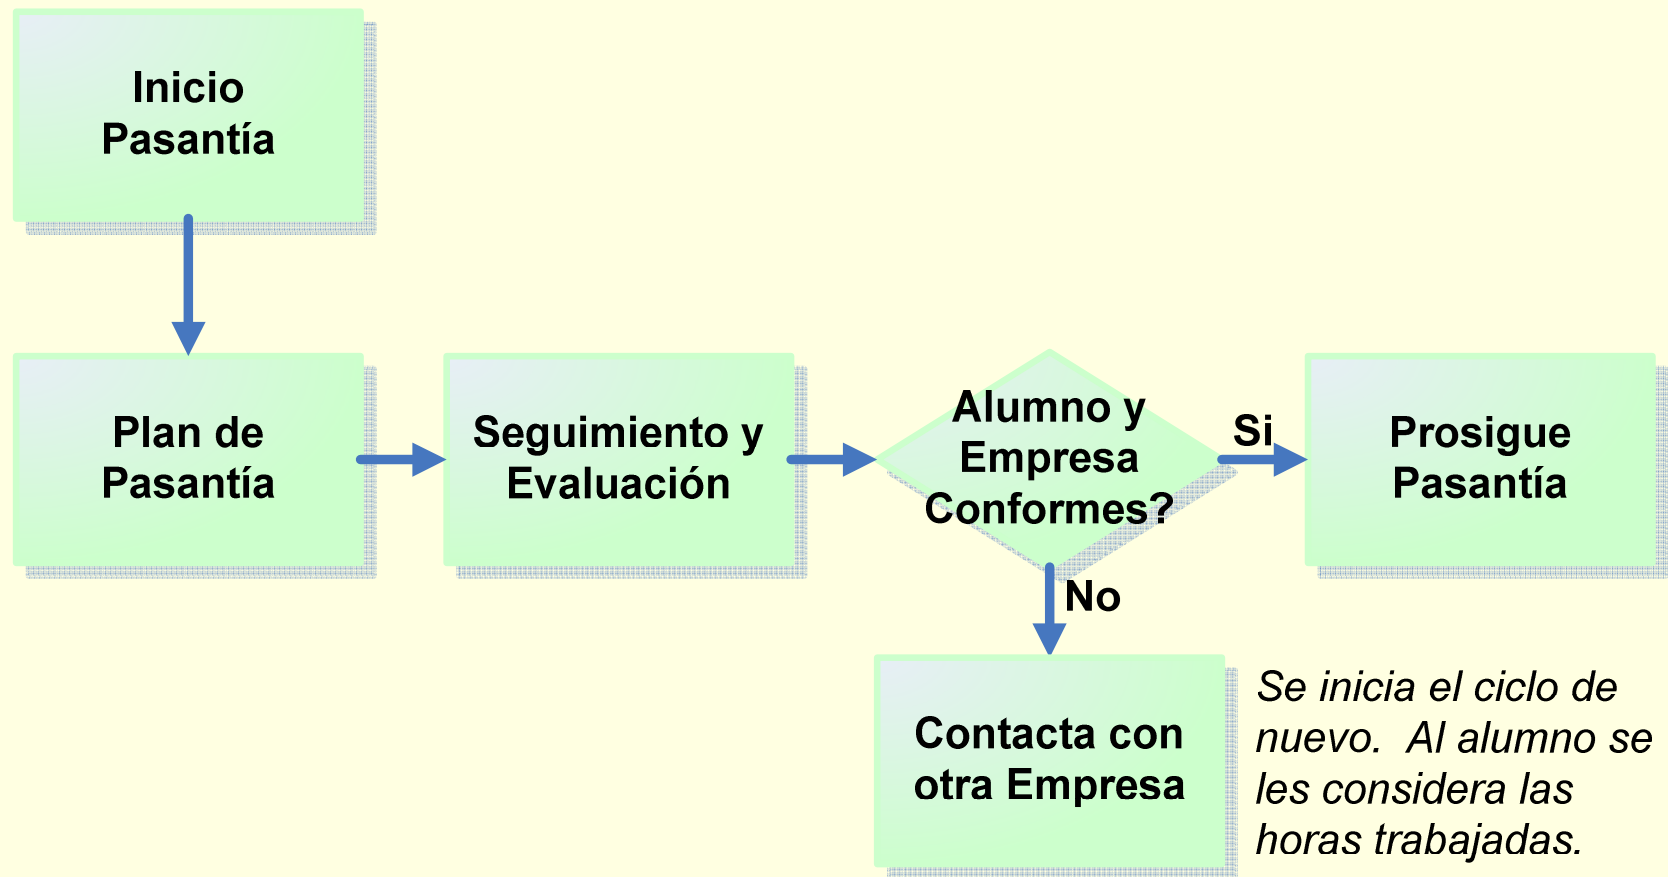 Inicio
Pasantía
Plan de
Pasantía
Seguimiento y
Evaluación
Alumno y
Empresa
Conformes?
Si
Prosigue
Pasantía
No
Contacta con
otra Empresa
Se inicia el ciclo de
nuevo.  Al alumno se
les considera las
horas trabajadas.